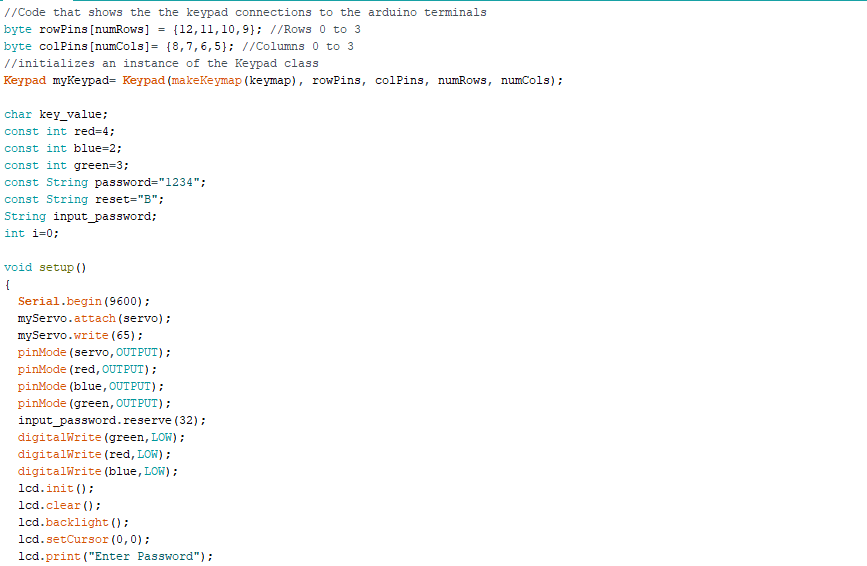 //Code that shows the the keypad connections to the arduino terminals
byte rowPins[numRows] = {12,11,10,9}; //Rows 0 to 3
byte colPins[numCols]= {8,7,6,5}; //Columns 0 to 3
//initializes an instance of the Keypad class
Keypad myKeypad= Keypad(makeKeymap(keymap), rowPins, colPins, numRows, numCols);

char key_value;
const int red=4;
const int blue=2;
const int green=3;
const String password="1234";
const String reset="B";
String input_password;
int i=0;

void setup()
{
  Serial.begin(9600);
  myServo.attach(servo);
  myServo.write(65);
  pinMode(servo,OUTPUT);
  pinMode(red,OUTPUT);
  pinMode(blue,OUTPUT);
  pinMode(green,OUTPUT);
  input_password.reserve(32);
  digitalWrite(green,LOW);
  digitalWrite(red,LOW);
  digitalWrite(blue,LOW);
  lcd.init();
  lcd.clear();
  lcd.backlight();
  lcd.setCursor(0,0);
  lcd.print("Enter Password");